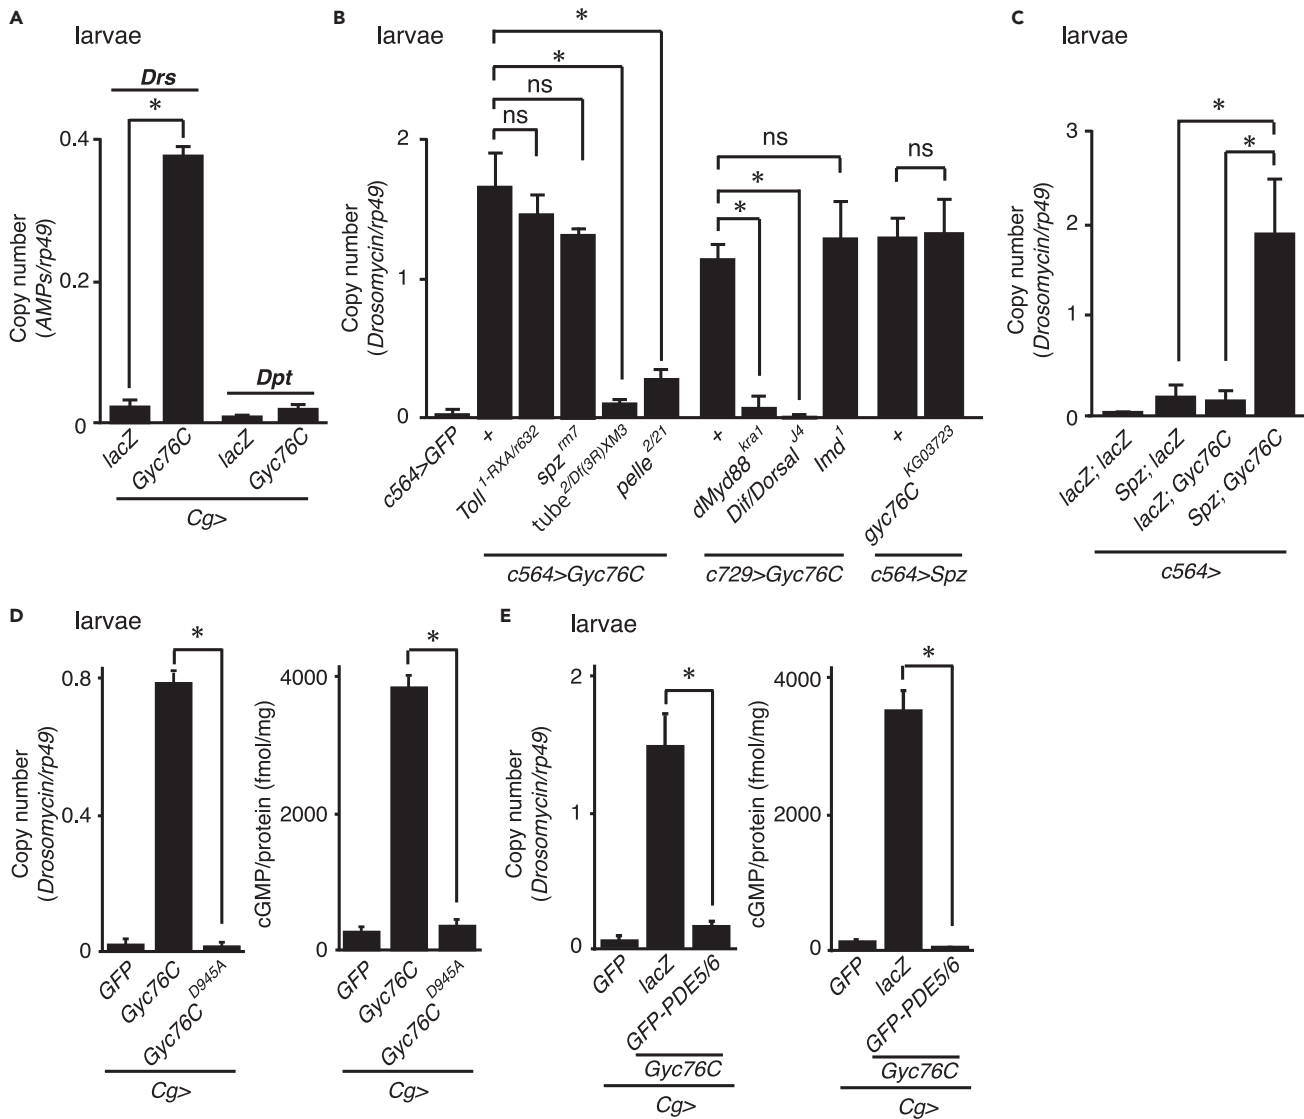 A
larvae
Drs
*
0.4
0.2
0
Copy number
(AMPs/rp49)
Dpt
lacZ
Gyc76C
lacZ
Gyc76C
Cg>
B
larvae
*
*
ns
ns
ns
*
*
ns
2
1
0
Copy number
(Drosomycin/rp49)
c564>GFP
+
Toll 1-RXA/r632
spz rm7
tube 2/Df(3R)XM3
pelle 2/21
+
dMyd88 kra1
Dif/Dorsal J4
Imd 1
+
gyc76C KG03723
c564>Gyc76C
c729>Gyc76C
c564>Spz
C
larvae
*
*
3
2
1
0
Copy number
(Drosomycin/rp49)
lacZ; lacZ
Spz; lacZ
lacZ; Gyc76C
Spz; Gyc76C
c564>
D
larvae
*
0.8
0.4
0
Copy number
(Drosomycin/rp49)
GFP
Gyc76C
Gyc76C D945A
Cg>
*
4000
2000
0
cGMP/protein (fmol/mg)
GFP
Gyc76C
Gyc76C D945A
Cg>
E
larvae
*
2
1
0
Copy number
(Drosomycin/rp49)
GFP
lacZ
GFP-PDE5/6
Gyc76C
Cg>
*
4000
2000
0
cGMP/protein (fmol/mg)
GFP
lacZ
GFP-PDE5/6
Gyc76C
Cg>